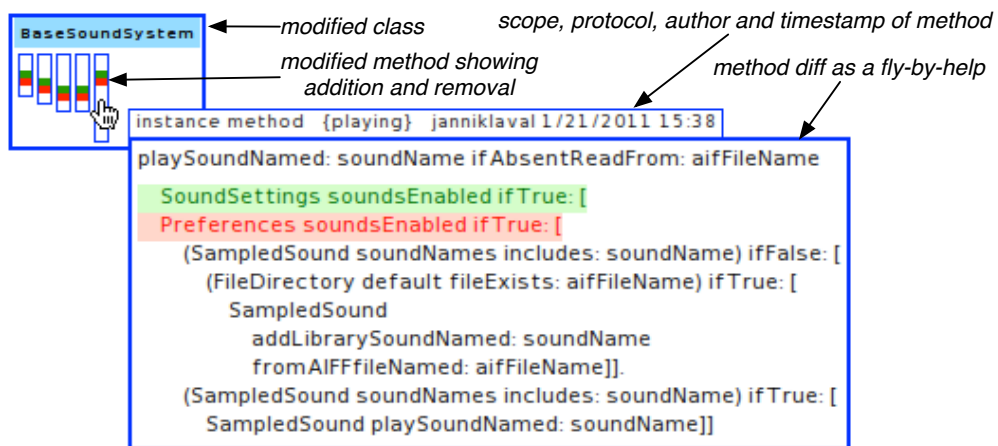 BaseSoundSystem
modified class
scope, protocol, author and timestamp of method
modified method showing
addition and removal
method diff as a fly-by-help
instance method {playing} janniklaval 1/21/2011 15:38
playSoundNamed: soundName ifAbsentReadFrom: aifFileName
SoundSettings soundsEnabled ifTrue: [
Preferences soundsEnabled ifTrue: [
(SampledSound soundNames includes: soundName) ifFalse: [
(FileDirectory default fileExists: aifFileName) ifTrue: [
SampledSound
addLibrarySoundNamed: soundName
fromAIFFfileNamed: aifFileName]].
(SampledSound soundNames includes: soundName) ifTrue: [
SampledSound playSoundNamed: soundName]]